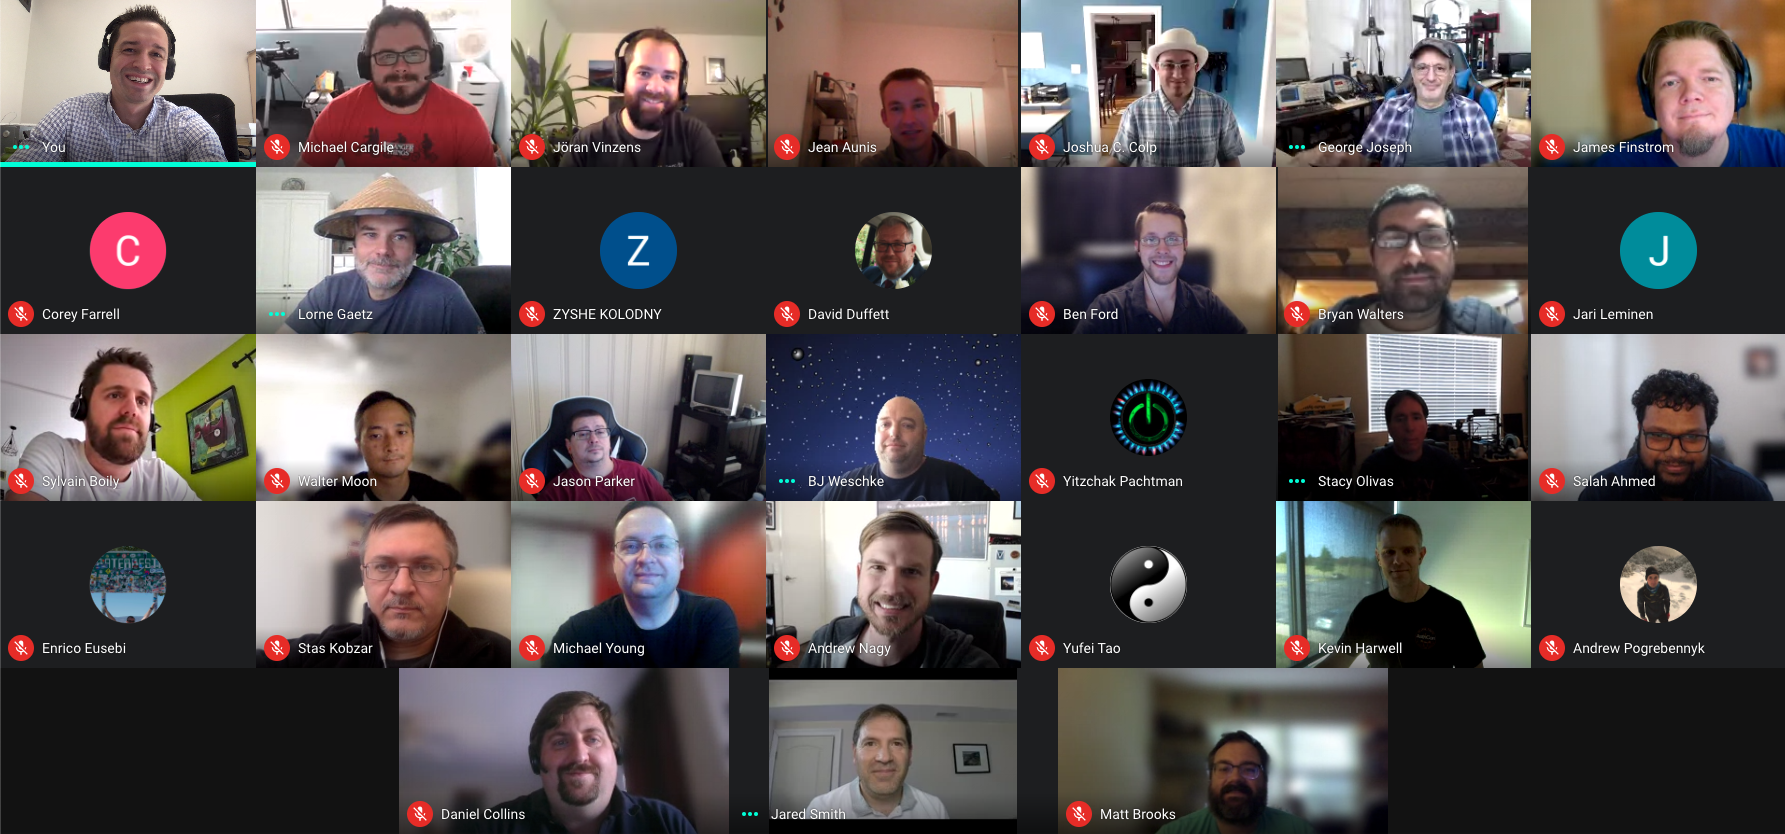 You
Michael Cargile
Jöran Vinzens
Jean Aunis
Joshua C. Colp
George Joseph
James Finstrom
C
Corey Farrell
Lorne Gaetz
Z
ZYSHE KOLODNY
David Duffett
Ben Ford
Bryan Walters
J
Jari Leminen
Sylvain Boily
Walter Moon
Jason Parker
BJ Weschke
Yitzchak Pachtman
Stacy Olivas
Salah Ahmed
Enrico Eusebi
Stas Kobzar
Michael Young
Andrew Nagy
Yufei Tao
Kevin Harwell
Andrew Pogrebennyk
Daniel Collins
Jared Smith
Matt Brooks